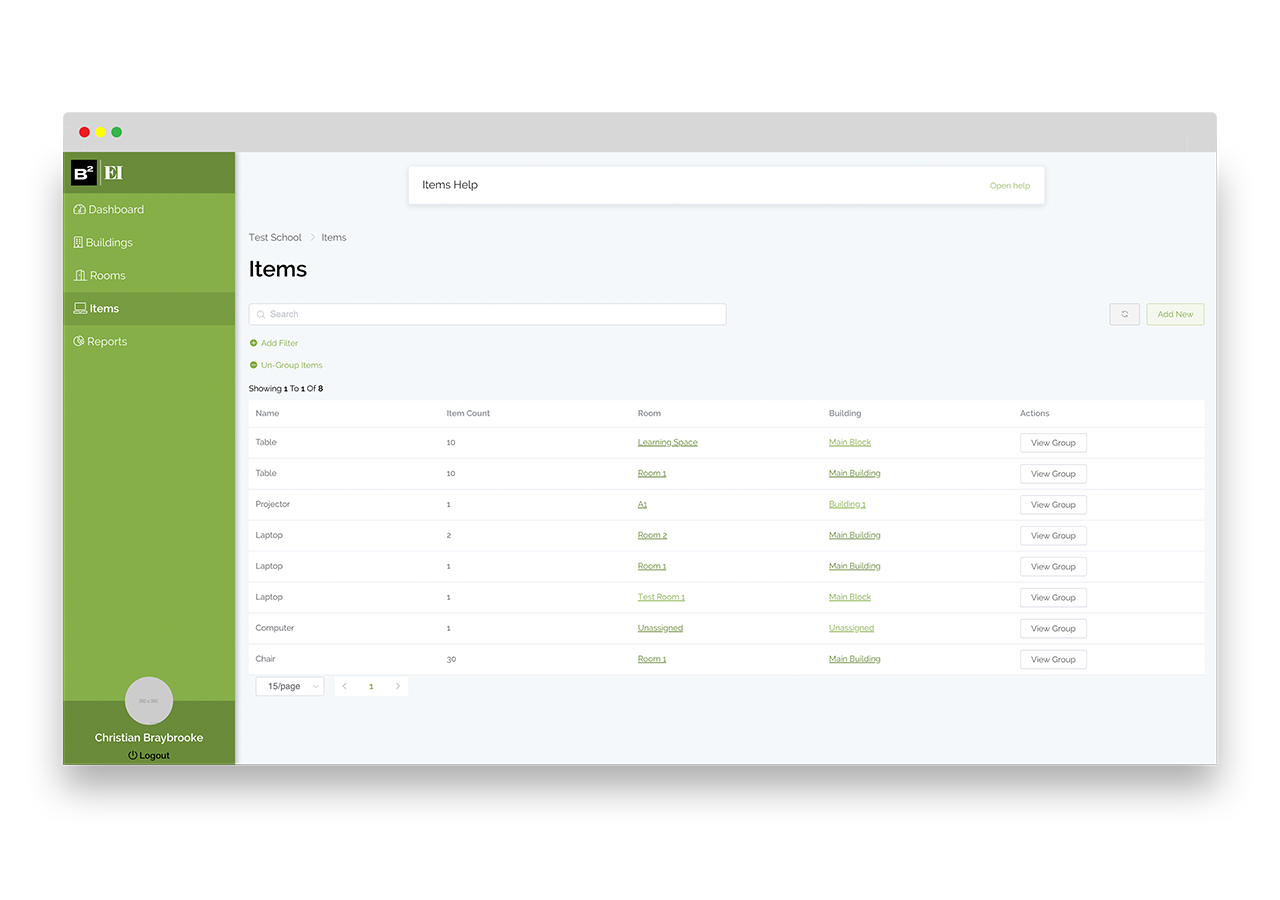 B² EI
Dashboard
Buildings
Rooms
Items
Reports
Christian Braybrooke
Logout
Items Help Open help
Test School Items
Items
Search Add New
Add Filter
Un-Group Items
Showing 1 To 1 Of 8
Name Item Count Room Building Actions
Table 10 Learning Space Main Block View Group
Table 10 Room 1 Main Building View Group
Projector 1 A1 Building 1 View Group
Laptop 2 Room 2 Main Building View Group
Laptop 1 Room 1 Main Building View Group
Laptop 1 Test Room 1 Main Block View Group
Computer 1 Unassigned Unassigned View Group
Chair 30 Room 1 Main Building View Group
15/page 1